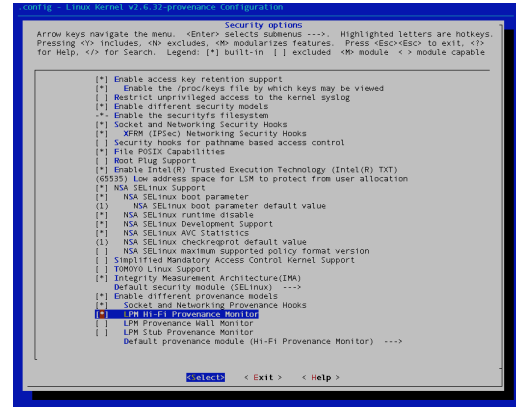 .config - Linux Kernel v2.6.32-provenance Configuration
Security options
Arrow keys navigate the menu. <Enter> selects submenus --->. Highlighted letters are hotkeys.
Pressing <Y> includes, <N> excludes, <M> modularizes features. Press <Esc><Esc> to exit, <?>
for Help, </> for Search. Legend: [*] built-in [ ] excluded <M> module < > module capable
[*] Enable access key retention support
[*] Enable the /proc/keys file by which keys may be viewed
[ ] Restrict unprivileged access to the kernel syslog
[*] Enable different security models
-*- Enable the securityfs filesystem
[*] Socket and Networking Security Hooks
[*] XFRM (IPSec) Networking Security Hooks
[ ] Security hooks for pathname based access control
[*] File POSIX Capabilities
[ ] Root Plug Support
[*] Enable Intel(R) Trusted Execution Technology (Intel(R) TXT)
(65535) Low address space for LSM to protect from user allocation
[*] NSA SELinux Support
[*] NSA SELinux boot parameter
(1) NSA SELinux boot parameter default value
[*] NSA SELinux runtime disable
[*] NSA SELinux Development Support
[*] NSA SELinux AVC Statistics
(1) NSA SELinux checkreqprot default value
[ ] NSA SELinux maximum supported policy format version
[ ] Simplified Mandatory Access Control Kernel Support
[ ] TOMOYO Linux Support
[*] Integrity Measurement Architecture(IMA)
Default security module (SELinux) --->
[*] Enable different provenance models
[*] Socket and Networking Provenance Hooks
[*] LPM Hi-Fi Provenance Monitor
[ ] LPM Provenance Wall Monitor
[ ] LPM Stub Provenance Monitor
Default provenance module (Hi-Fi Provenance Monitor) --->
<Select> < Exit > < Help >